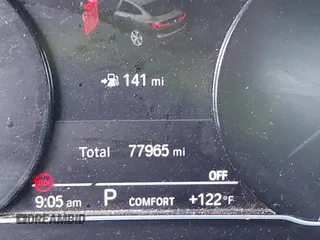 141 mi
Total 77965 mi
OFF
9:05 am P COMFORT +122°F
DREAMBID